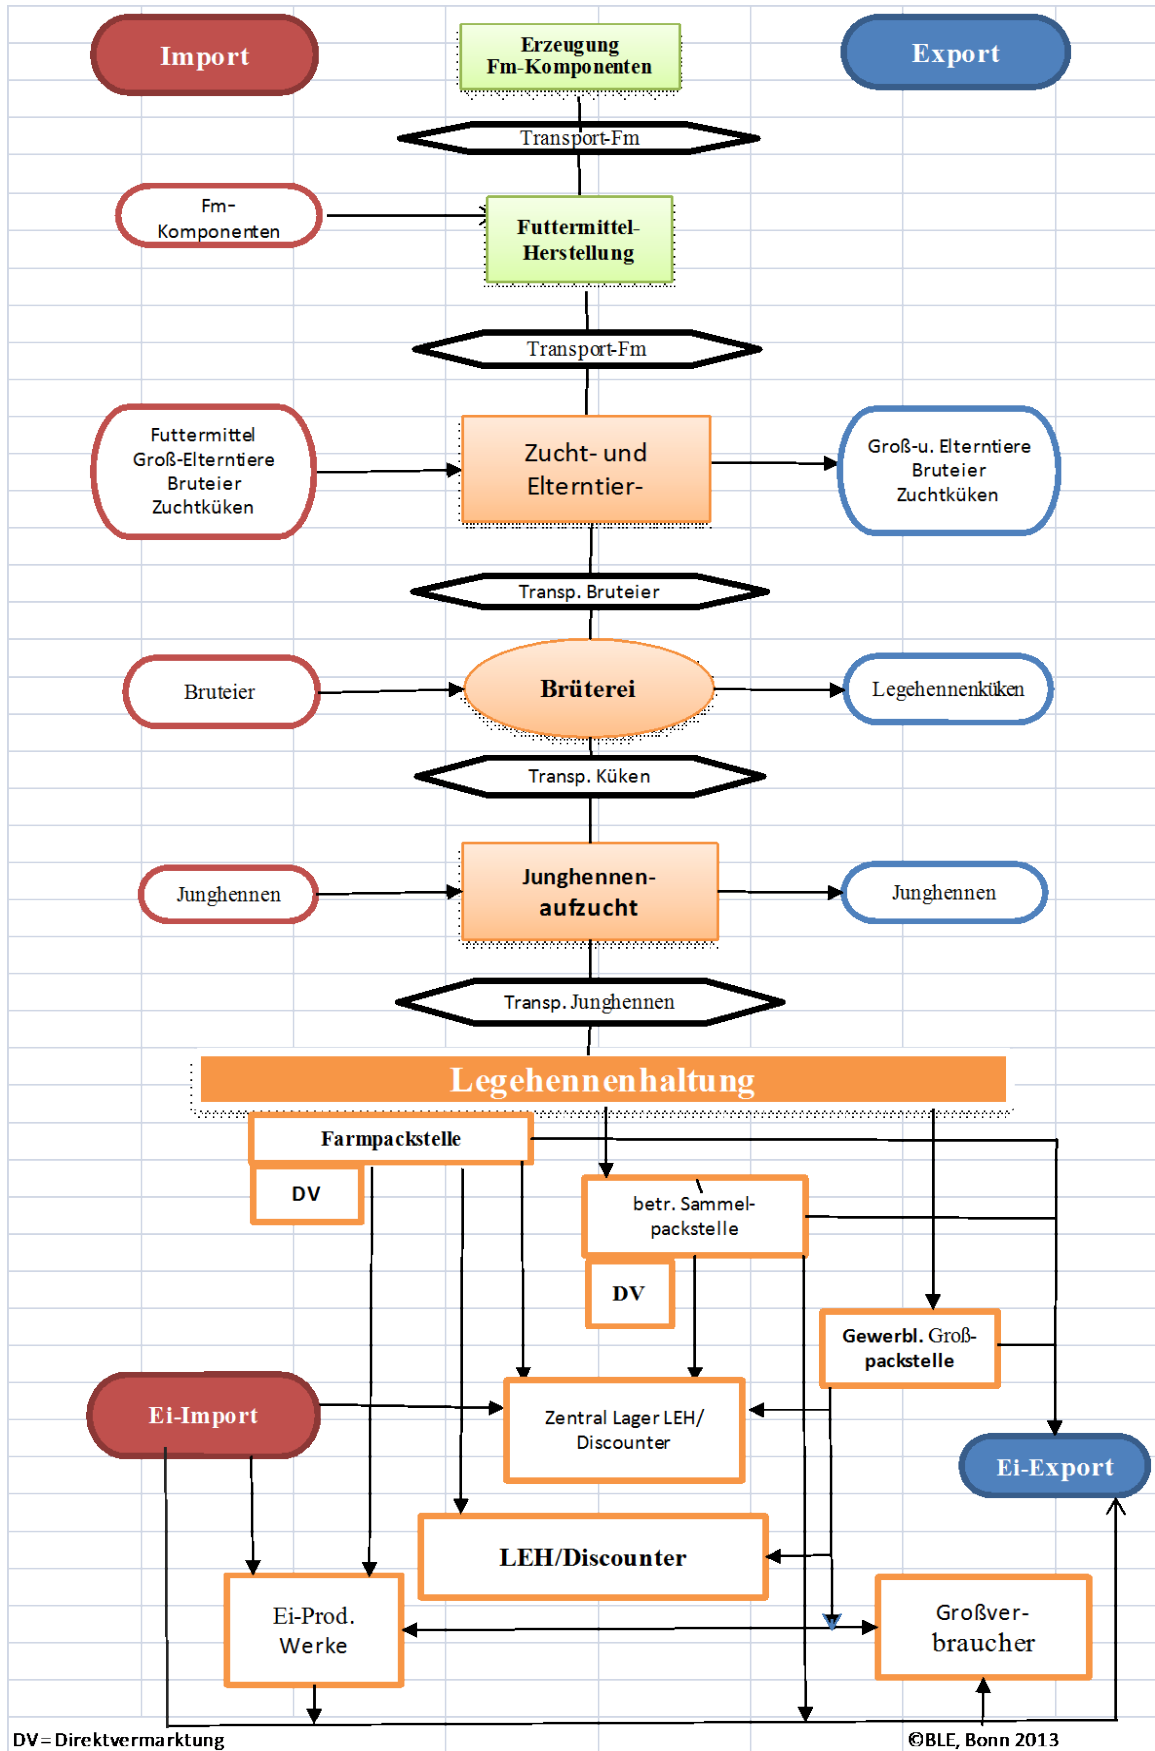 Import
Erzeugung
Fm-Komponenten
Export
Transport-Fm
Fm-
Komponenten
Futtermittel-
Herstellung
Transport-Fm
Futtermittel
Groß-Elterntiere
Bruteier
Zuchtküken
Zucht- und
Elterntier-
Groß-u. Elterntiere
Bruteier
Zuchtküken
Transp. Bruteier
Bruteier
Brüterei
Legehennenküken
Transp. Küken
Junghennen
Junghennen-
aufzucht
Junghennen
Transp. Junghennen
Legehennenhaltung
Farmpackstelle
DV
betr. Sammel-
packstelle
DV
Gewerbl. Groß-
packstelle
Ei-Import
Zentral Lager LEH/
Discounter
Ei-Export
LEH/Discounter
Ei-Prod.
Werke
Großver-
braucher
DV = Direktvermarktung
©BLE, Bonn 2013